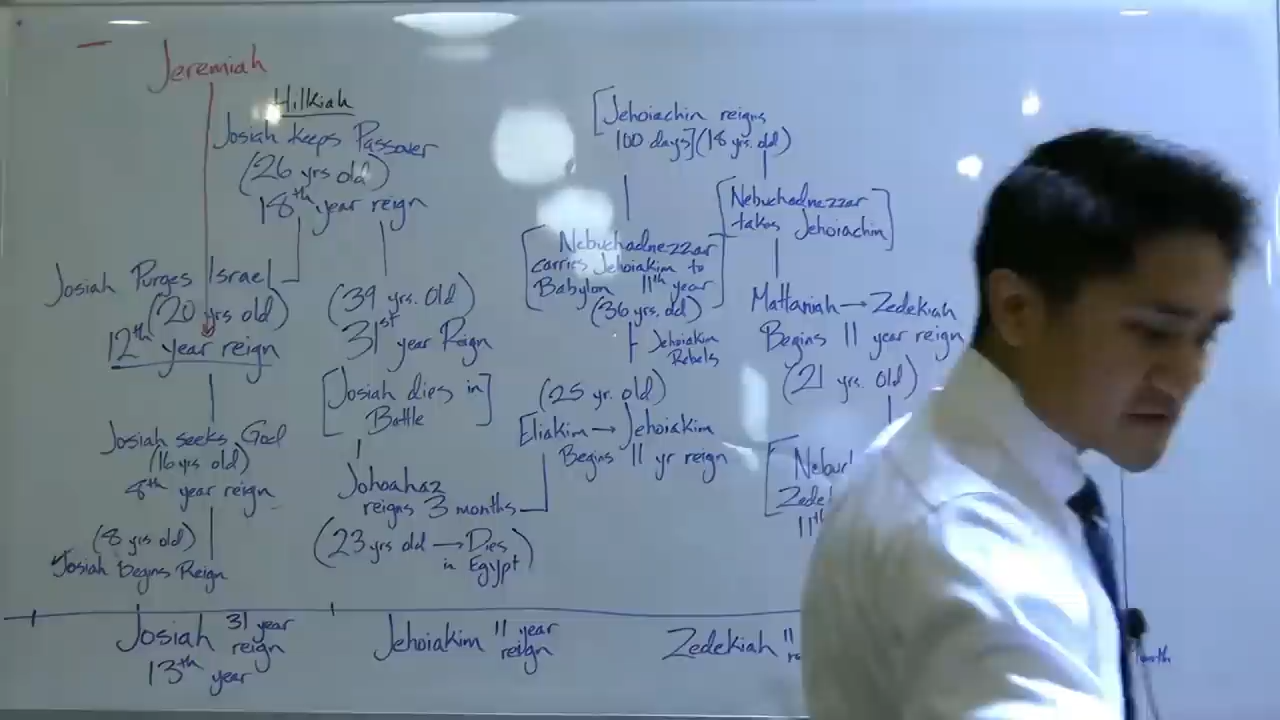 Jeremiah
Hilkiah
Josiah keeps Passover
(26 yrs old)
18th year reign
Josiah Purges Israel
(20 yrs old)
12th year reign
Josiah seeks God
(16 yrs old)
8th year reign
(8 yrs old)
Josiah Begins Reign
(39 yrs. Old)
31st year Reign
[Josiah dies in
Battle]
Johoahaz
reigns 3 months
(23 yrs old → Dies
in Egypt)
[Jehoiachin reigns
100 days] (18 yrs. old)
[Nebuchadnezzar
takes Jehoiachin]
[Nebuchadnezzar
carries Jehoiakim to
Babylon 11th year]
(36 yrs. old)
Jehoiakim
Rebels
(25 yr. old)
Eliakim → Jehoiakim
Begins 11 yr reign
Mattaniah → Zedekiah
Begins 11 year reign
(21 yrs. Old)
11th
Josiah 31 year
reign
13th year
Jehoiakim 11 year
reign
Zedekiah 11